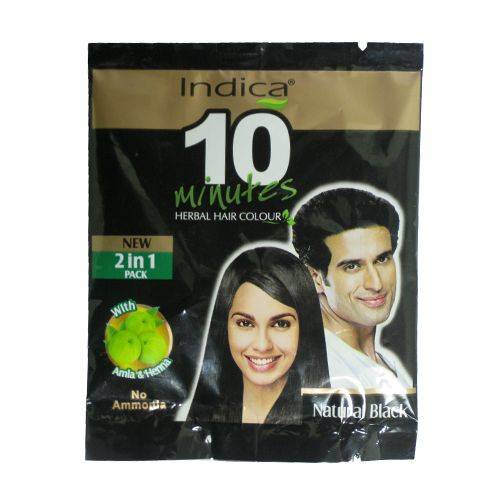 Indica®
10
minutes
HERBAL HAIR COLOUR
NEW
2 in 1
PACK
With
Amla & Henna
No
Ammonia
Natural Black